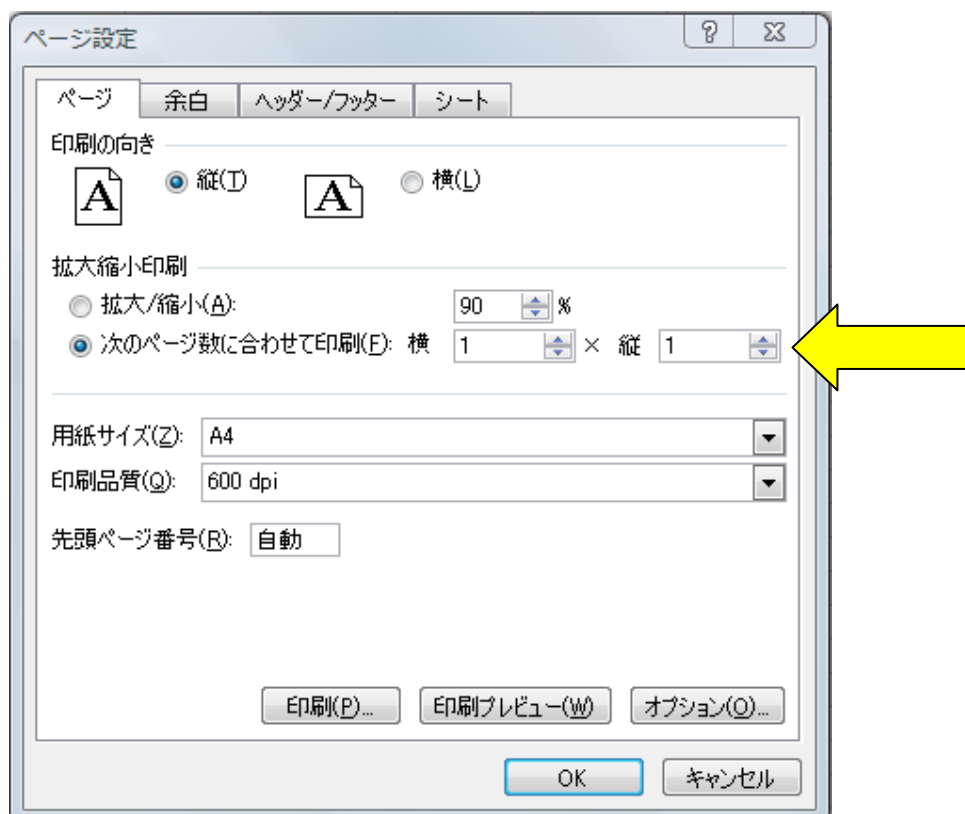 ページ設定
ページ 余白 ヘッダー/フッター シート
印刷の向き
A 縦(T) A 横(L)
拡大縮小印刷
拡大/縮小(A): 90 %
次のページ数に合わせて印刷(F): 横 1 × 縦 1
用紙サイズ(Z): A4
印刷品質(Q): 600 dpi
先頭ページ番号(R): 自動
印刷(P)... 印刷プレビュー(W) オプション(O)...
OK キャンセル